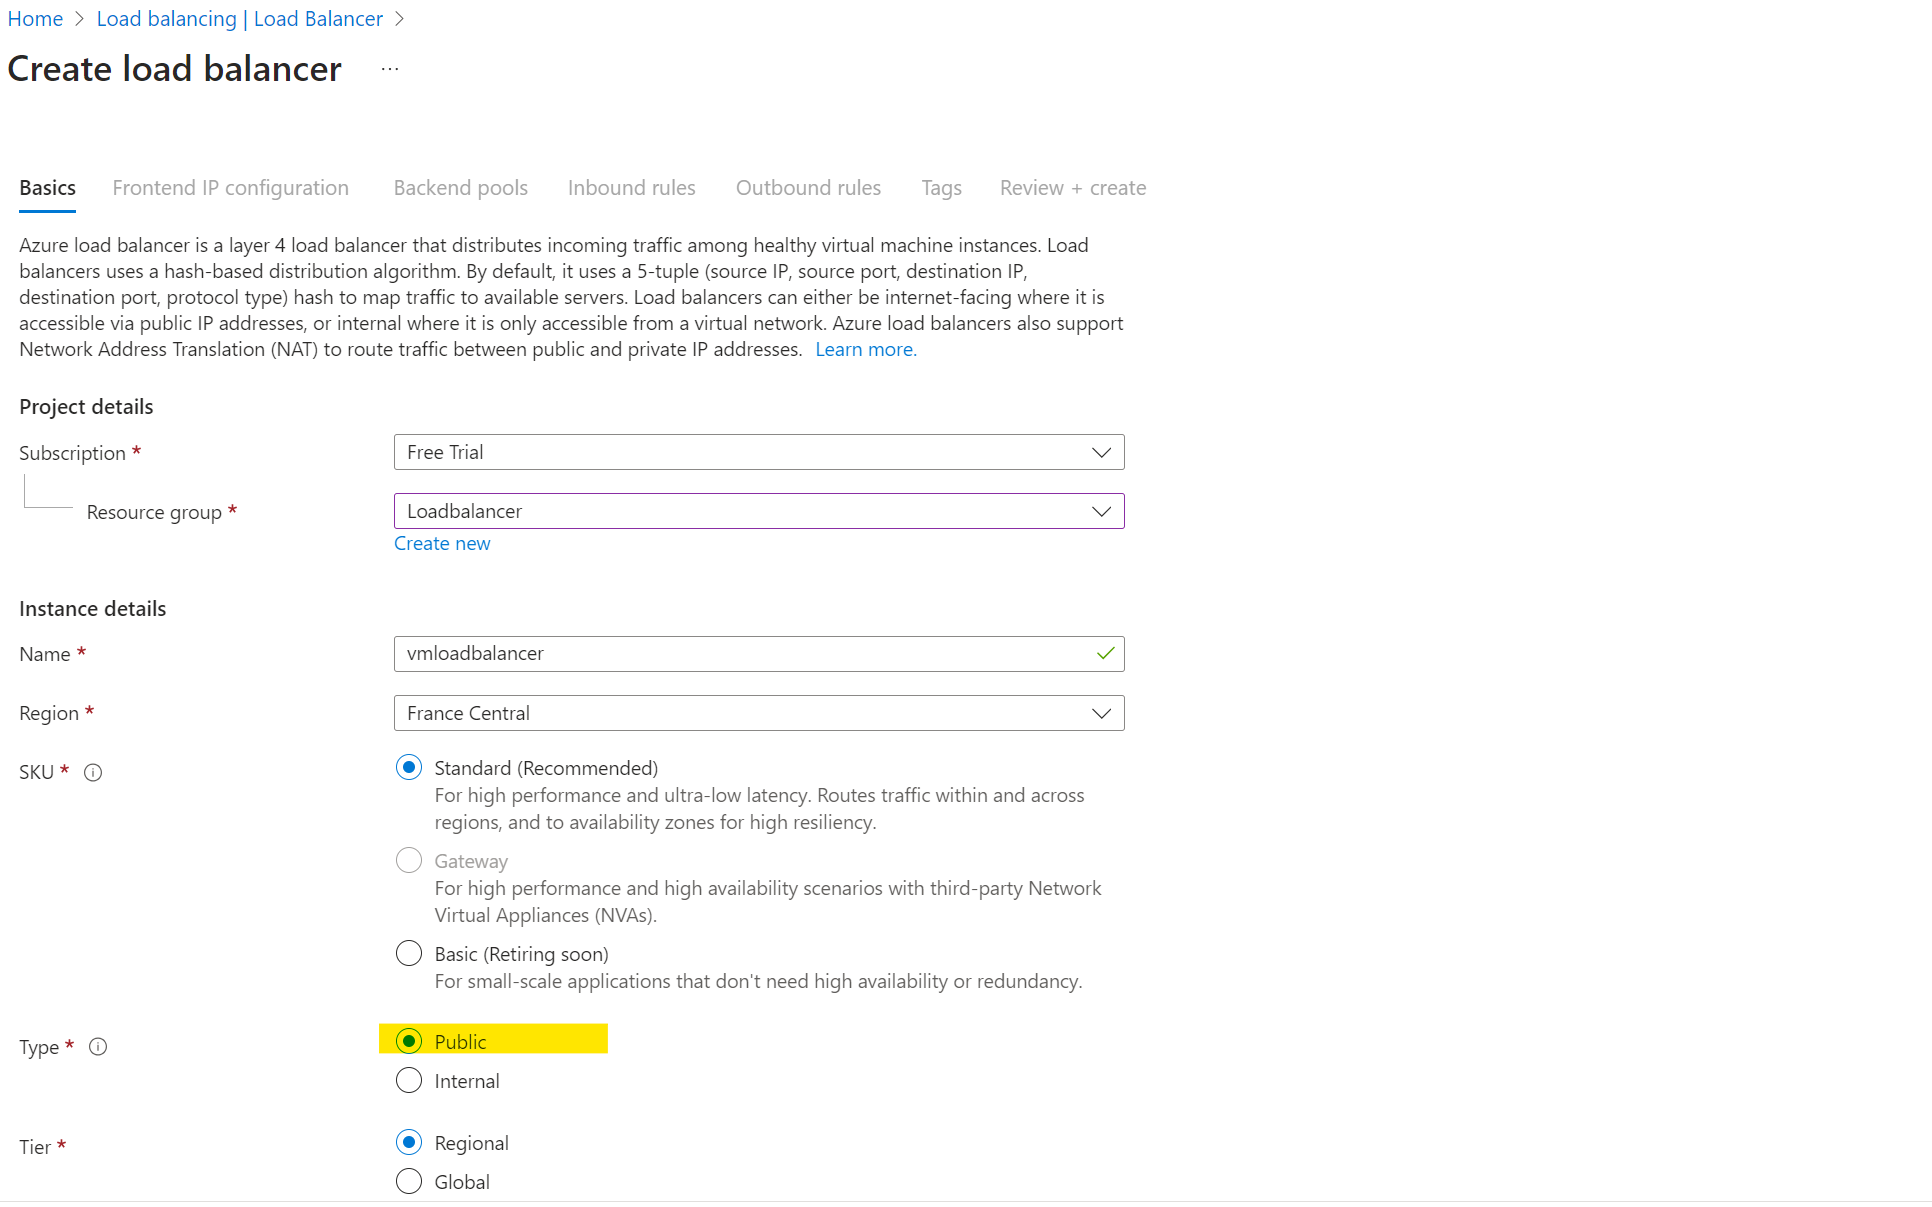 Home > Load balancing | Load Balancer >
Create load balancer ...
Basics Frontend IP configuration Backend pools Inbound rules Outbound rules Tags Review + create
Azure load balancer is a layer 4 load balancer that distributes incoming traffic among healthy virtual machine instances. Load
balancers uses a hash-based distribution algorithm. By default, it uses a 5-tuple (source IP, source port, destination IP,
destination port, protocol type) hash to map traffic to available servers. Load balancers can either be internet-facing where it is
accessible via public IP addresses, or internal where it is only accessible from a virtual network. Azure load balancers also support
Network Address Translation (NAT) to route traffic between public and private IP addresses. Learn more.
Project details
Subscription * Free Trial
Resource group * Loadbalancer
Create new
Instance details
Name * vmloadbalancer
Region * France Central
SKU * Standard (Recommended)
For high performance and ultra-low latency. Routes traffic within and across
regions, and to availability zones for high resiliency.
Gateway
For high performance and high availability scenarios with third-party Network
Virtual Appliances (NVAs).
Basic (Retiring soon)
For small-scale applications that don't need high availability or redundancy.
Type * Public
Internal
Tier * Regional
Global